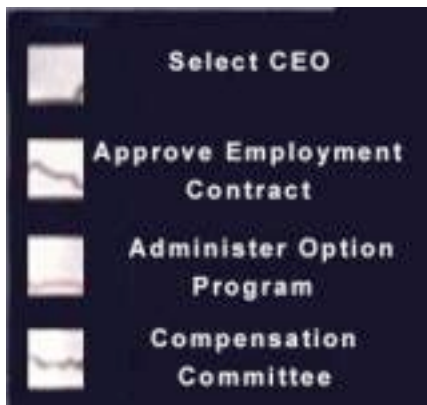 Select CEO
Approve Employment
Contract
Administer Option
Program
Compensation
Committee